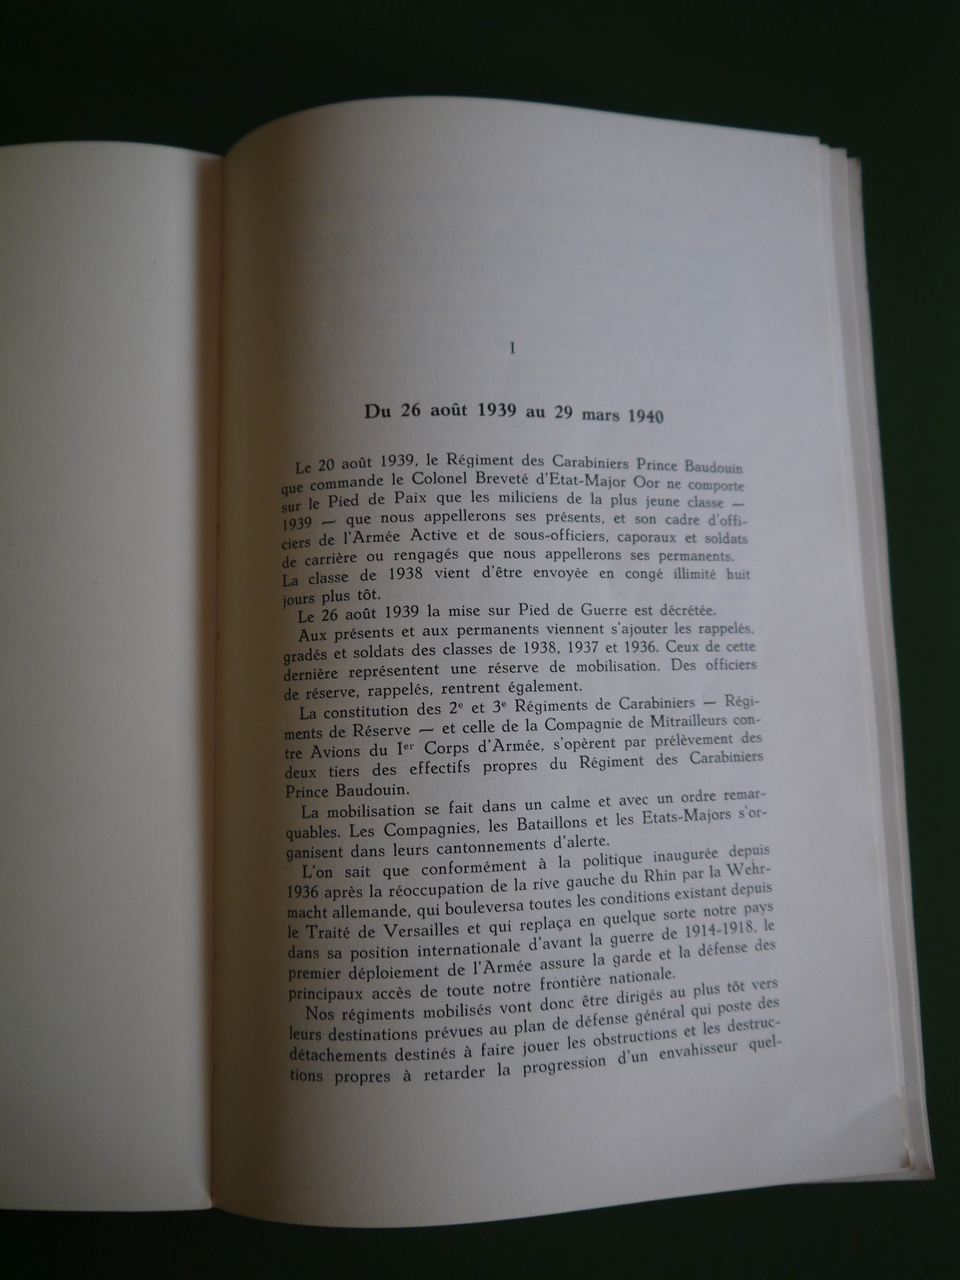 I
Du 26 août 1939 au 29 mars 1940
Le 20 août 1939, le Régiment des Carabiniers Prince Baudouin
que commande le Colonel Breveté d'Etat-Major Oor ne comporte
sur le Pied de Paix que les miliciens de la plus jeune classe —
1939 — que nous appellerons ses présents, et son cadre d'offi-
ciers de l'Armée Active et de sous-officiers, caporaux et soldats
de carrière ou rengagés que nous appellerons ses permanents.
La classe de 1938 vient d'être envoyée en congé illimité huit
jours plus tôt.
Le 26 août 1939 la mise sur Pied de Guerre est décrétée.
Aux présents et aux permanents viennent s'ajouter les rappelés,
gradés et soldats des classes de 1938, 1937 et 1936. Ceux de cette
dernière représentent une réserve de mobilisation. Des officiers
de réserve, rappelés, rentrent également.
La constitution des 2e et 3e Régiments de Carabiniers — Régi-
ments de Réserve — et celle de la Compagnie de Mitrailleurs con-
tre Avions du Ier Corps d'Armée, s'opèrent par prélèvement des
deux tiers des effectifs propres du Régiment des Carabiniers
Prince Baudouin.
La mobilisation se fait dans un calme et avec un ordre remar-
quables. Les Compagnies, les Bataillons et les Etats-Majors s'or-
ganisent dans leurs cantonnements d'alerte.
L'on sait que conformément à la politique inaugurée depuis
1936 après la réoccupation de la rive gauche du Rhin par la Wehr-
macht allemande, qui bouleversa toutes les conditions existant depuis
le Traité de Versailles et qui replaça en quelque sorte notre pays
dans sa position internationale d'avant la guerre de 1914-1918, le
premier déploiement de l'Armée assure la garde et la défense des
principaux accès de toute notre frontière nationale.
Nos régiments mobilisés vont donc être dirigés au plus tôt vers
leurs destinations prévues au plan de défense général qui poste des
détachements destinés à faire jouer les obstructions et les destruc-
tions propres à retarder la progression d'un envahisseur quel-